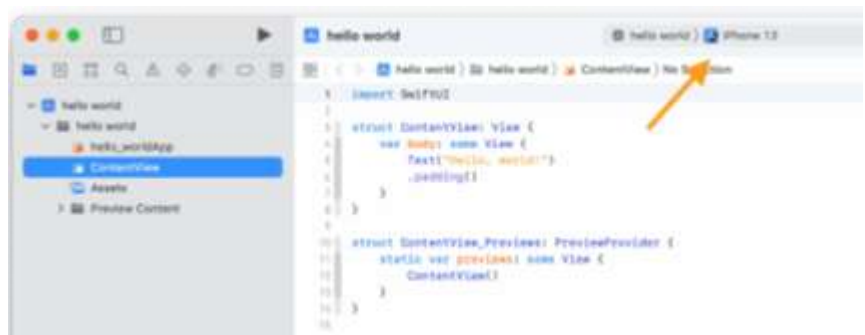 hello world
hello world ⟩ iPhone 13
hello world ⟩ hello world ⟩ ContentView ⟩ No Selection
hello world
hello world
hello_worldApp
ContentView
Assets
Preview Content
1 import SwiftUI
2
3 struct ContentView: View {
4 var body: some View {
5 Text("Hello, world!")
6 .padding()
7 }
8 }
9
10 struct ContentView_Previews: PreviewProvider {
11 static var previews: some View {
12 ContentView()
13 }
14 }
15